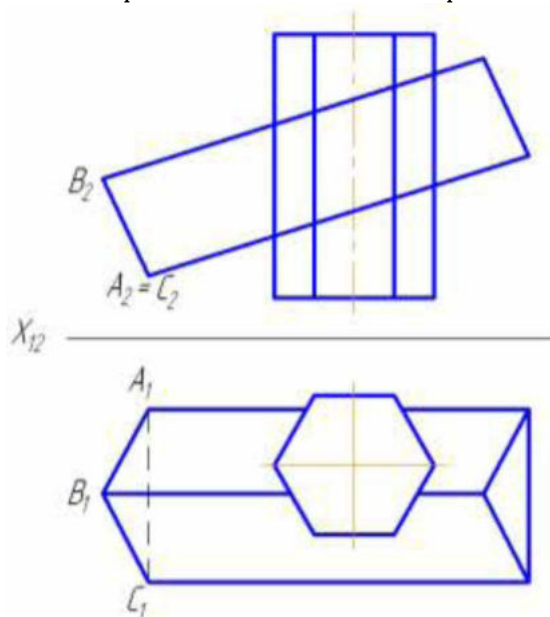 B₂
A₂ = C₂
X₁₂
A₁
B₁
C₁